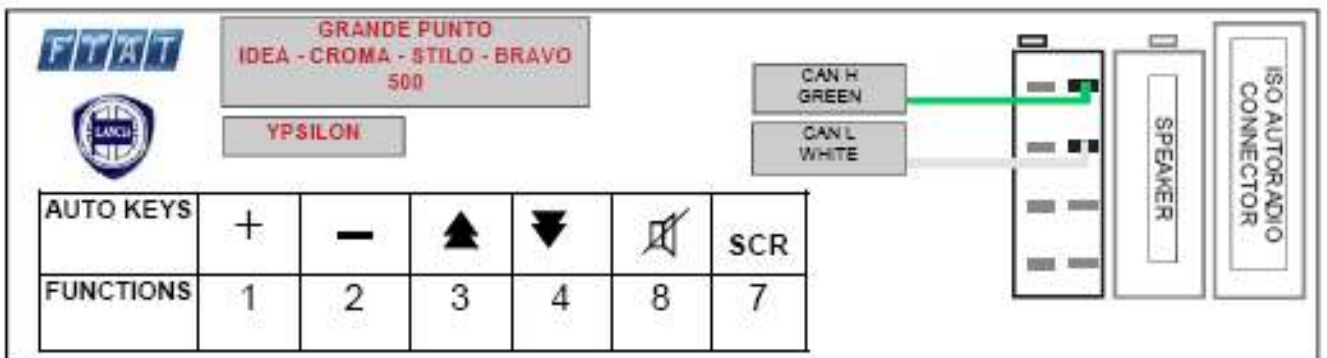 FIAT
GRANDE PUNTO
IDEA - CROMA - STILO - BRAVO
500
LANCIA
YPSILON
CAN H
GREEN
CAN L
WHITE
SPEAKER
ISO AUTORADIO
CONNECTOR
AUTO KEYS + - SCR
FUNCTIONS 1 2 3 4 8 7